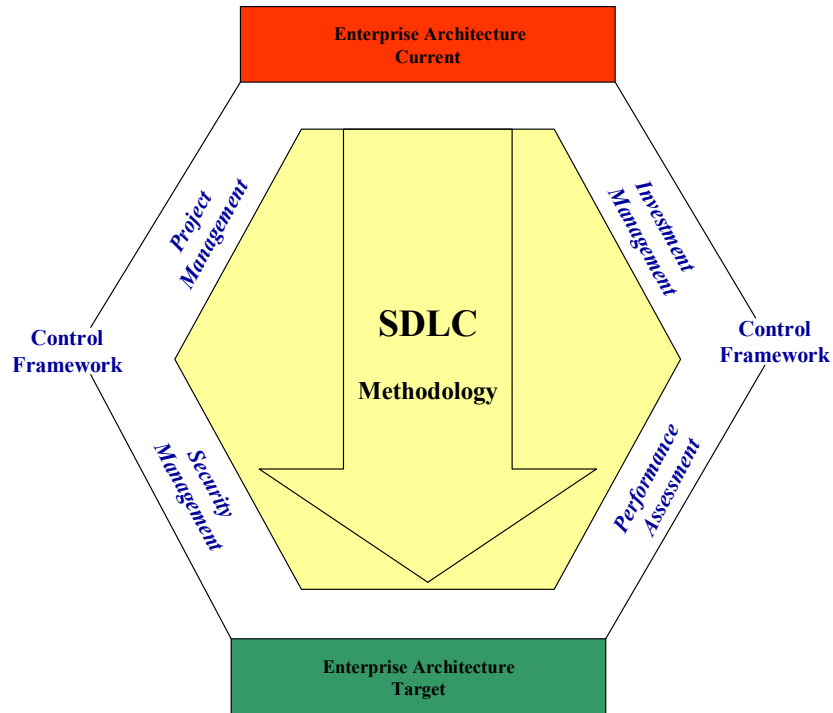 Enterprise Architecture
Current
Project
Management
Investment
Management
Control
Framework
SDLC
Methodology
Control
Framework
Security
Management
Performance
Assessment
Enterprise Architecture
Target